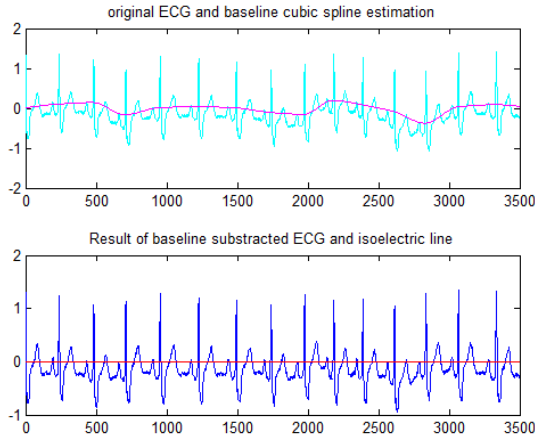 original ECG and baseline cubic spline estimation
2
1
0
-1
-2
0 500 1000 1500 2000 2500 3000 3500
Result of baseline substracted ECG and isoelectric line
2
1
0
-1
0 500 1000 1500 2000 2500 3000 3500